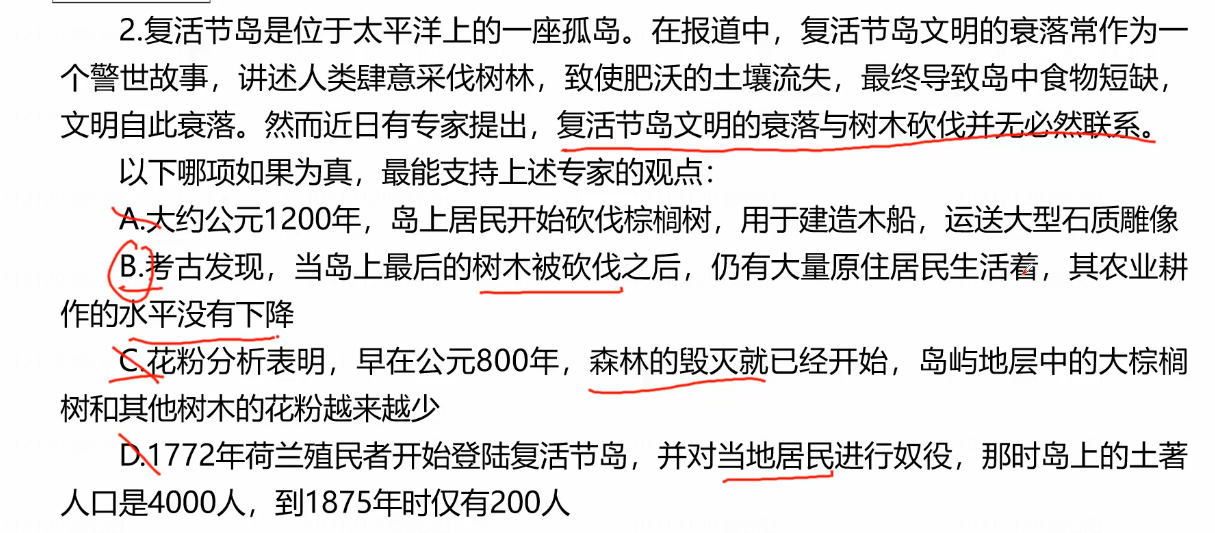 2.复活节岛是位于太平洋上的一座孤岛。在报道中，复活节岛文明的衰落常作为一
个警世故事，讲述人类肆意采伐树林，致使肥沃的土壤流失，最终导致岛中食物短缺，
文明自此衰落。然而近日有专家提出，复活节岛文明的衰落与树木砍伐并无必然联系。
以下哪项如果为真，最能支持上述专家的观点：
A.大约公元1200年，岛上居民开始砍伐棕榈树，用于建造木船，运送大型石质雕像
B.考古发现，当岛上最后的树木被砍伐之后，仍有大量原住居民生活着，其农业耕
作的水平没有下降
C.花粉分析表明，早在公元800年，森林的毁灭就已经开始，岛屿地层中的大棕榈
树和其他树木的花粉越来越少
D.1772年荷兰殖民者开始登陆复活节岛，并对当地居民进行奴役，那时岛上的土著
人口是4000人，到1875年时仅有200人